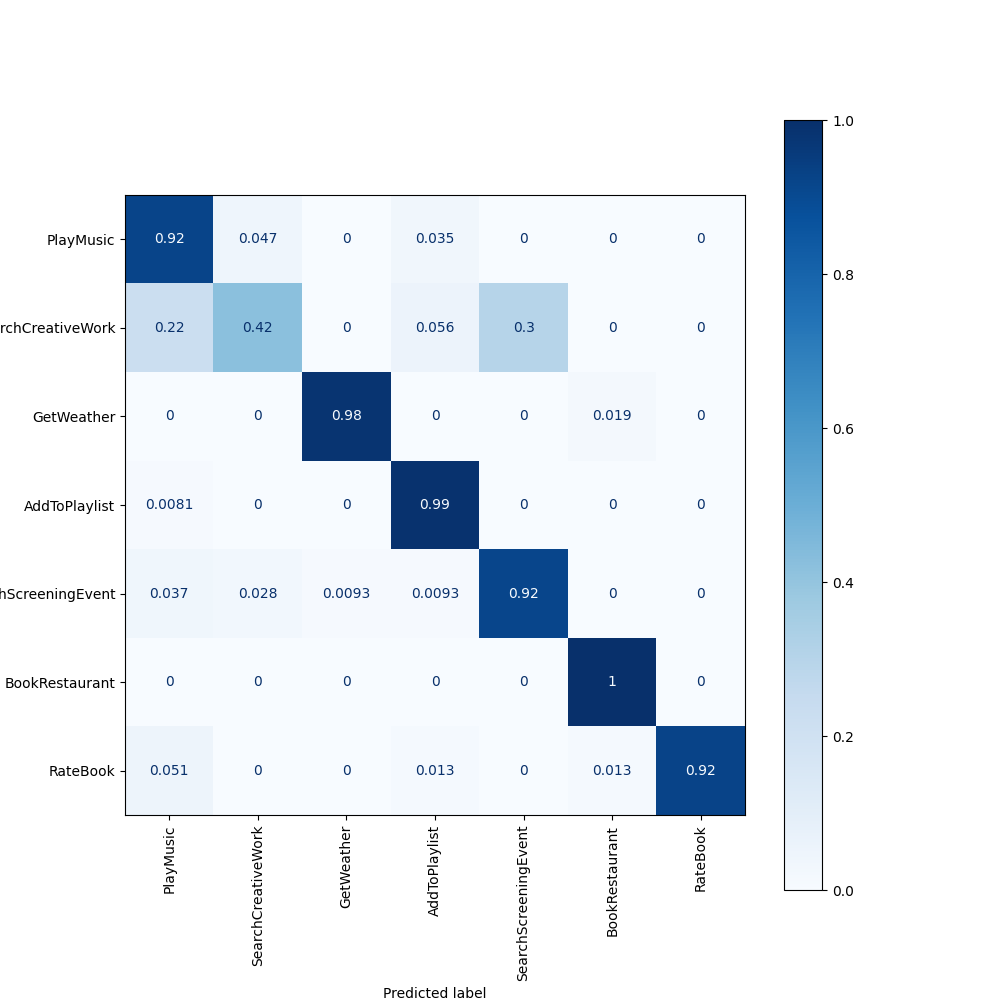 1.0
PlayMusic 0.92 0.047 0 0.035 0 0 0
0.8
rchCreativeWork 0.22 0.42 0 0.056 0.3 0 0
GetWeather 0 0 0.98 0 0 0.019 0
0.6
AddToPlaylist 0.0081 0 0 0.99 0 0 0
0.4
hScreeningEvent 0.037 0.028 0.0093 0.0093 0.92 0 0
BookRestaurant 0 0 0 0 0 1 0
0.2
RateBook 0.051 0 0 0.013 0 0.013 0.92
0.0
PlayMusic
SearchCreativeWork
GetWeather
AddToPlaylist
SearchScreeningEvent
BookRestaurant
RateBook
Predicted label